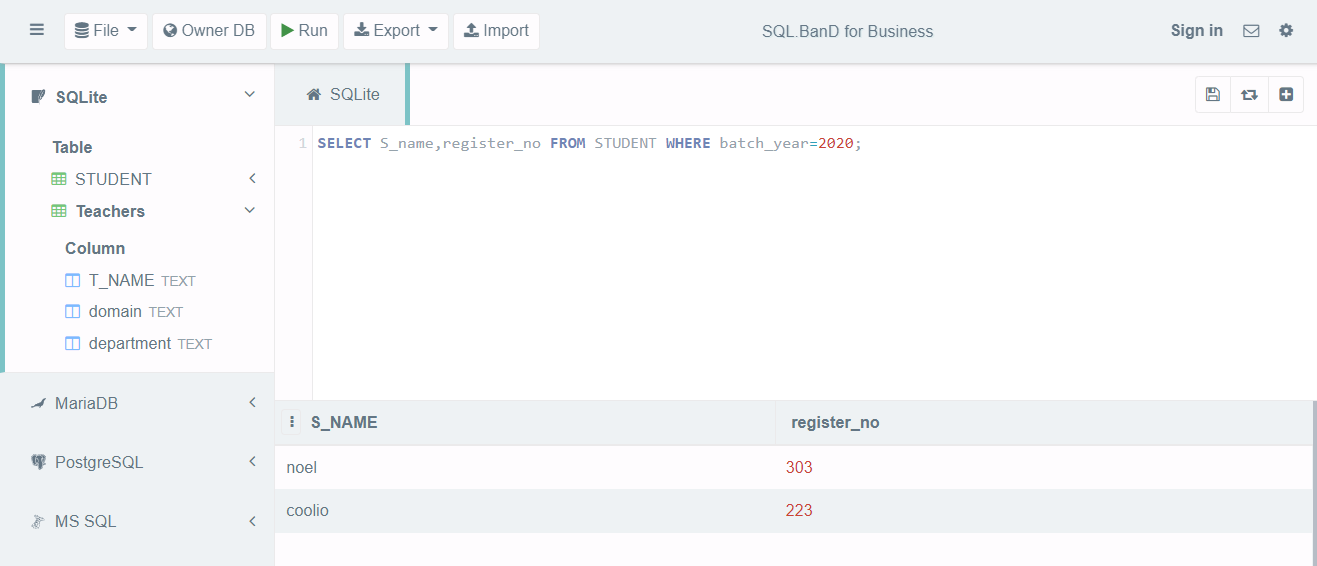 File Owner DB Run Export Import SQL.BanD for Business Sign in
SQLite
Table
STUDENT
Teachers
Column
T_NAME TEXT
domain TEXT
department TEXT
MariaDB
PostgreSQL
MS SQL
SQLite
1 SELECT S_name,register_no FROM STUDENT WHERE batch_year=2020;
S_NAME register_no
noel 303
coolio 223